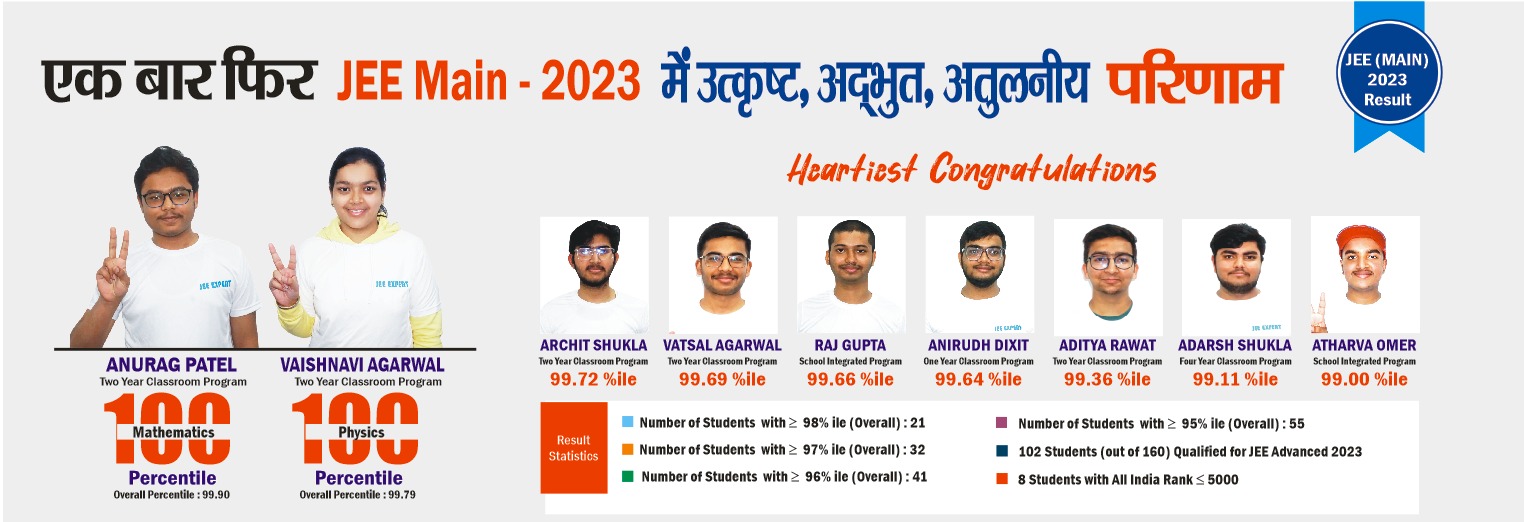 एक बार फिर JEE Main - 2023 में उत्कृष्ट, अद्भुत, अतुलनीय परिणाम
JEE (MAIN)
2023
Result
Heartiest Congratulations
JEE EXPERT
JEE EXPERT
ANURAG PATEL
Two Year Classroom Program
100
Mathematics
Percentile
Overall Percentile : 99.90
VAISHNAVI AGARWAL
Two Year Classroom Program
100
Physics
Percentile
Overall Percentile : 99.79
ARCHIT SHUKLA
Two Year Classroom Program
99.72 %ile
VATSAL AGARWAL
Two Year Classroom Program
99.69 %ile
RAJ GUPTA
School Integrated Program
99.66 %ile
JEE EXPERT
ANIRUDH DIXIT
One Year Classroom Program
99.64 %ile
ADITYA RAWAT
Two Year Classroom Program
99.36 %ile
JEE EXPERT
ADARSH SHUKLA
Four Year Classroom Program
99.11 %ile
ATHARVA OMER
School Integrated Program
99.00 %ile
Result
Statistics
Number of Students with ≥ 98% ile (Overall) : 21
Number of Students with ≥ 97% ile (Overall) : 32
Number of Students with ≥ 96% ile (Overall) : 41
Number of Students with ≥ 95% ile (Overall) : 55
102 Students (out of 160) Qualified for JEE Advanced 2023
8 Students with All India Rank ≤ 5000